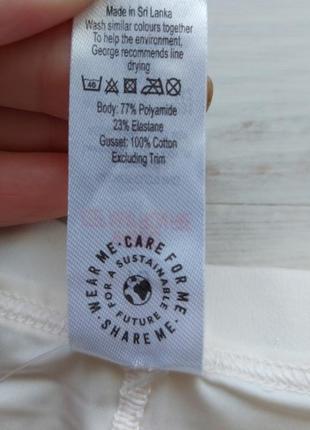 Made in Sri Lanka
Wash similar colours together
To help the environment,
George recommends line
drying
40
Body: 77% Polyamide
23% Elastane
Gusset: 100% Cotton
Excluding Trim
WEAR ME · CARE FOR ME · SHARE ME ·
FOR A SUSTAINABLE FUTURE